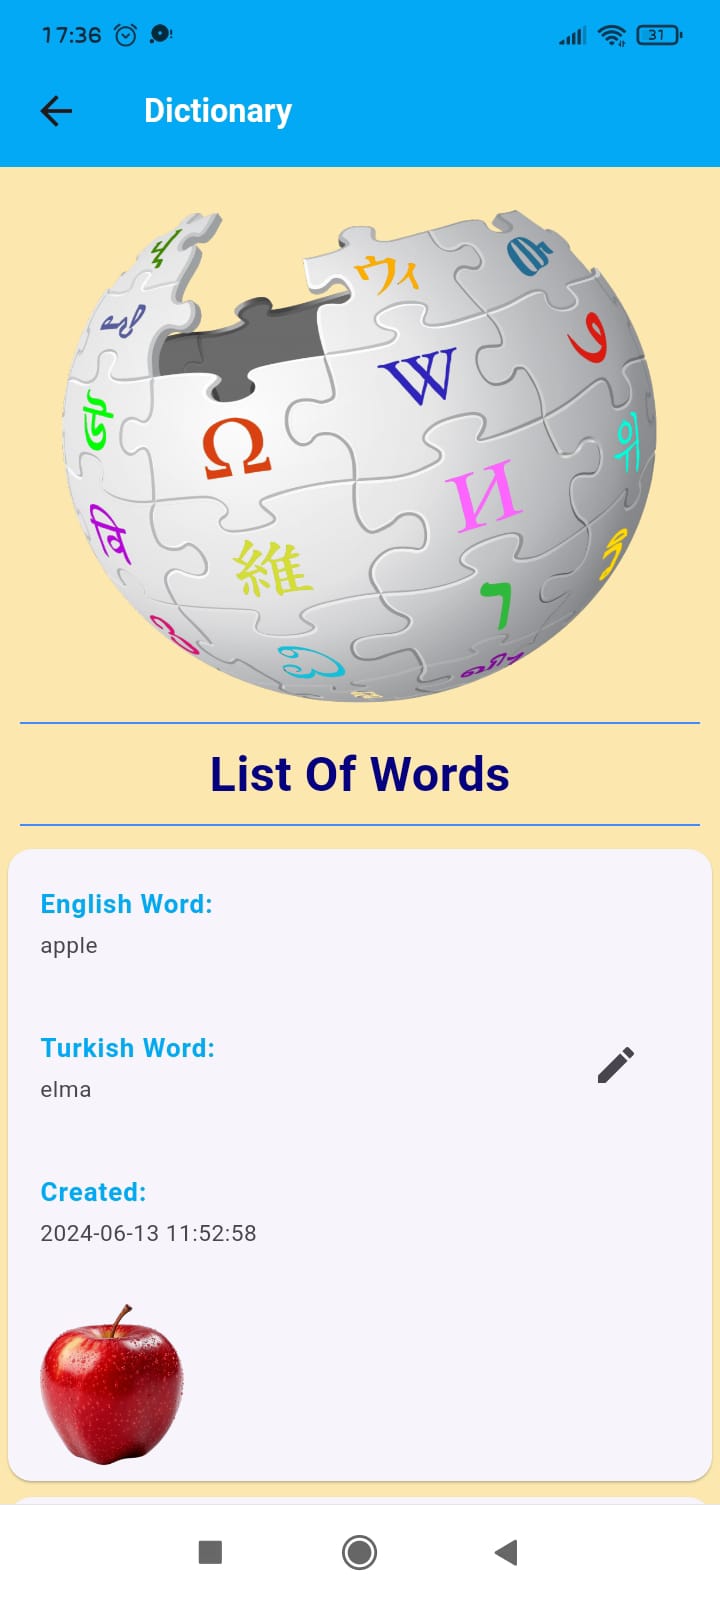 17:36
31
Dictionary
ウィ
W
Ω
И
위
維
List Of Words
English Word:
apple
Turkish Word:
elma
Created:
2024-06-13 11:52:58